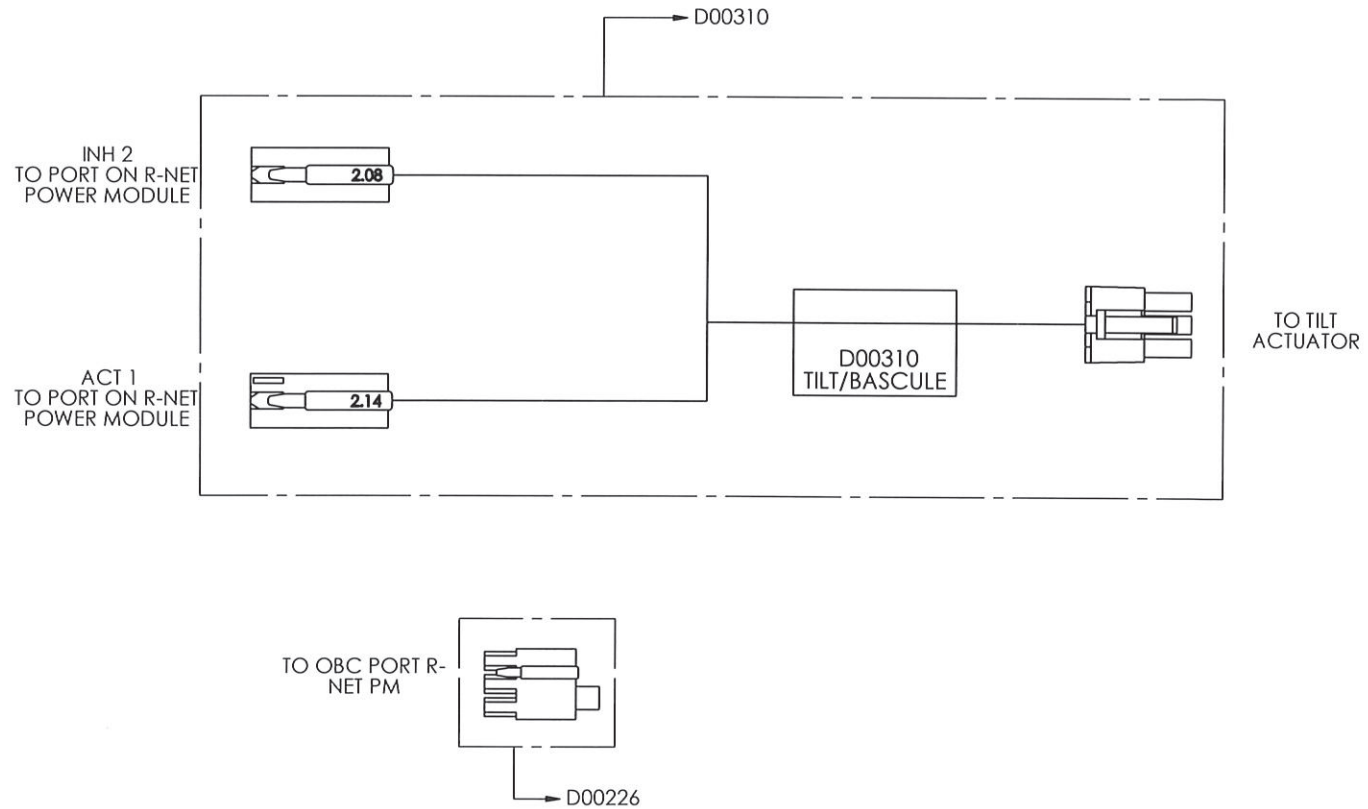 D00310
INH 2
TO PORT ON R-NET
POWER MODULE
2.08
D00310
TILT/BASCULE
TO TILT
ACTUATOR
ACT 1
TO PORT ON R-NET
POWER MODULE
2.14
TO OBC PORT R-
NET PM
D00226